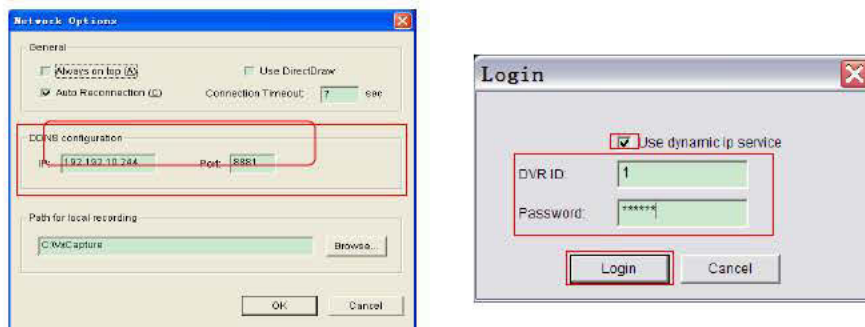 Network Options
General
Always on top (A)
Use DirectDraw
Auto Reconnection (C)
Connection Timeout:
7
sec
DDNS configuration
IP:
192.192.10.244
Port:
8881
Path for local recording
C:\WxCapture
Browse...
OK
Cancel
Login
Use dynamic ip service
DVR ID:
1
Password:
******
Login
Cancel